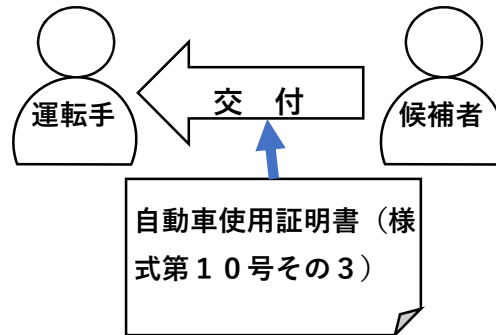 運転手
交　付
候補者
自動車使用証明書（様
式第１０号その３）